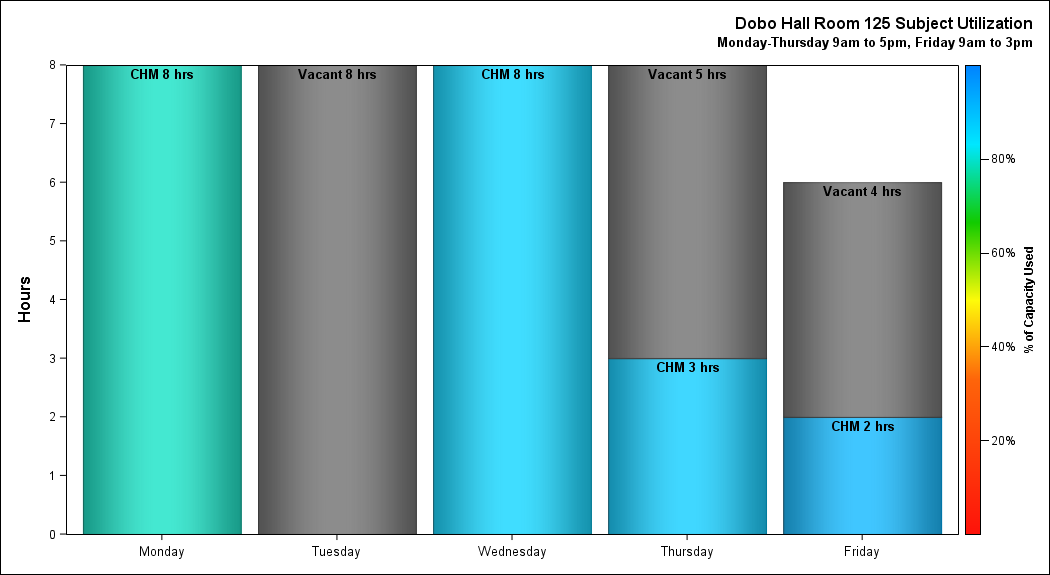 Dobo Hall Room 125 Subject Utilization
Monday-Thursday 9am to 5pm, Friday 9am to 3pm
CHM 8 hrs
Vacant 8 hrs
CHM 8 hrs
Vacant 5 hrs
Vacant 4 hrs
CHM 3 hrs
CHM 2 hrs
Hours
8
7
6
5
4
3
2
1
0
Monday
Tuesday
Wednesday
Thursday
Friday
80%
60%
40%
20%
% of Capacity Used